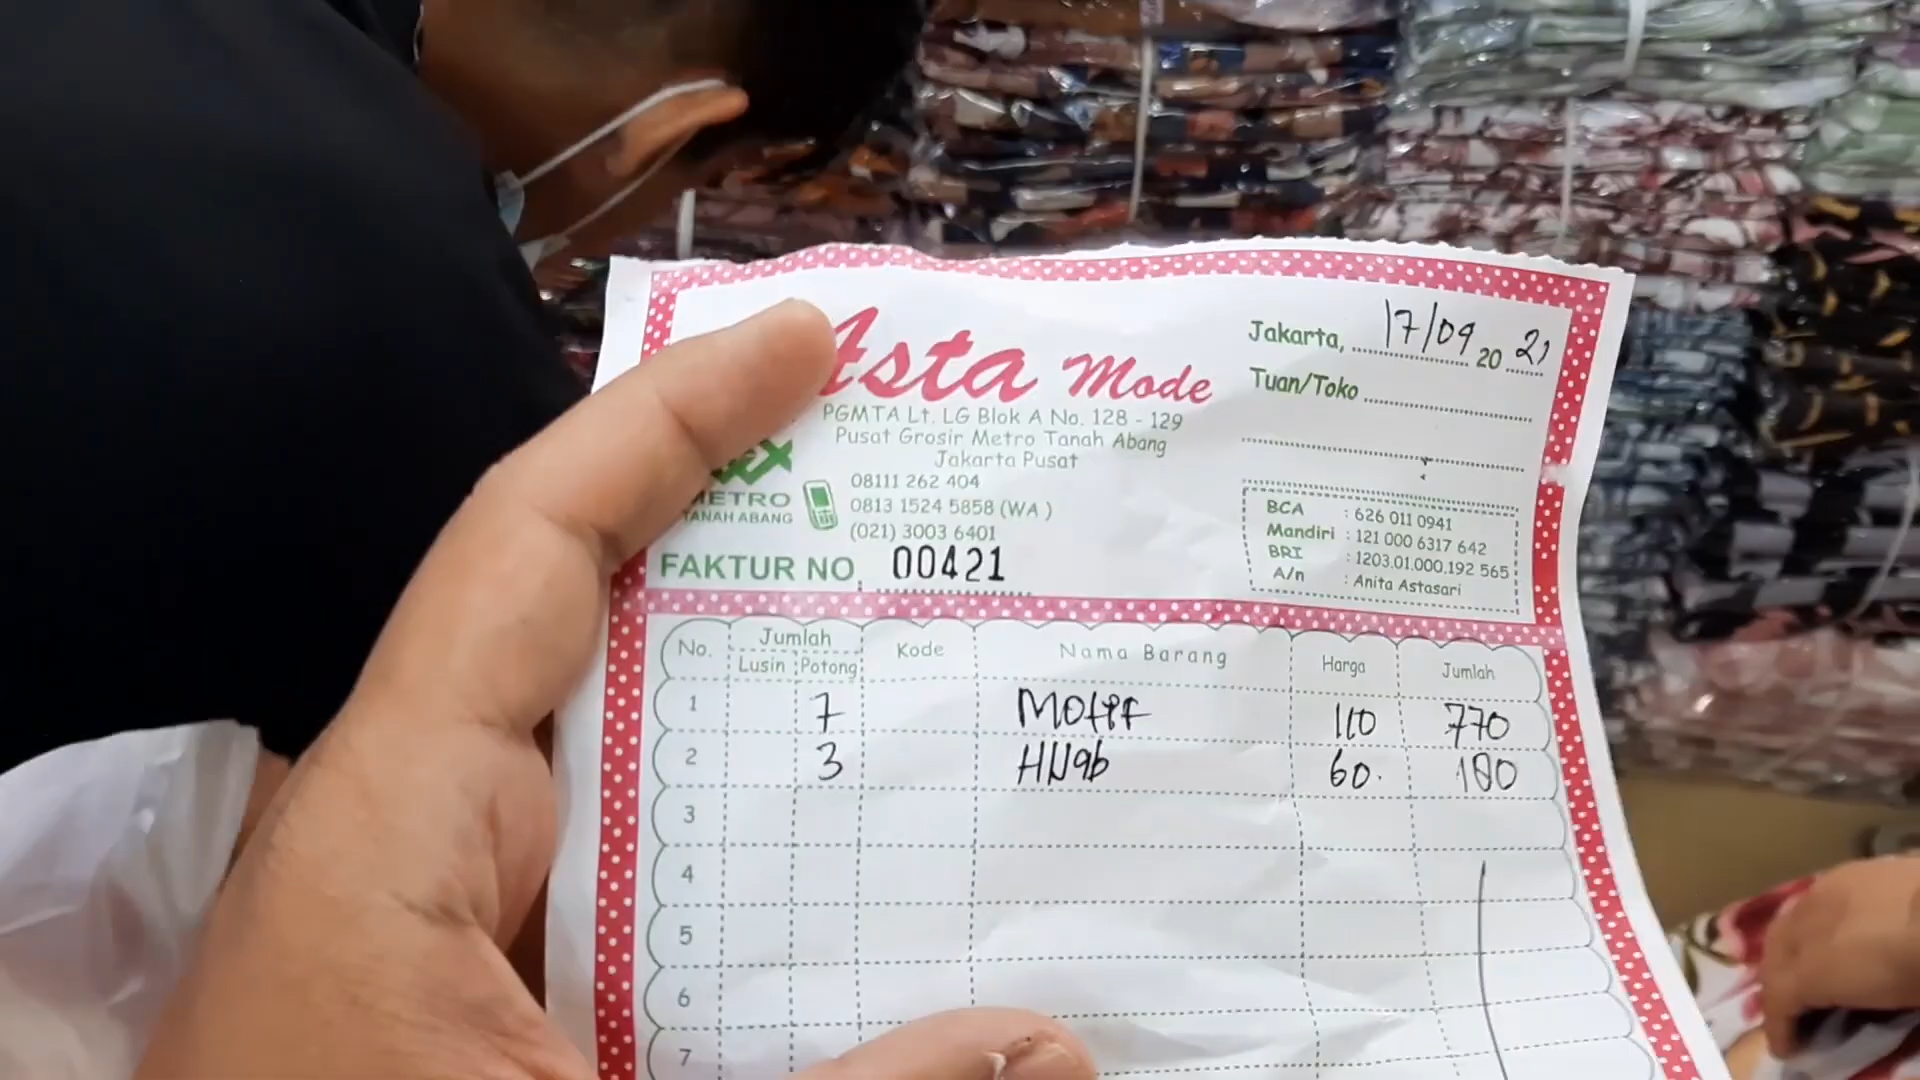 Asta Mode
PGMTA Lt. LG Blok A No. 128 - 129
Pusat Grosir Metro Tanah Abang
Jakarta Pusat
METRO
TANAH ABANG
08111 262 404
0813 1524 5858 (WA )
(021) 3003 6401
FAKTUR NO. 00421
Jakarta, 17/09 20 21
Tuan/Toko
BCA : 626 011 0941
Mandiri : 121 000 6317 642
BRI : 1203.01.000.192 565
A/n : Anita Astasari
No. Jumlah Lusin Potong Kode Nama Barang Harga Jumlah
1 7 Motif 110 770
2 3 60. 180
3
4
5
6
7